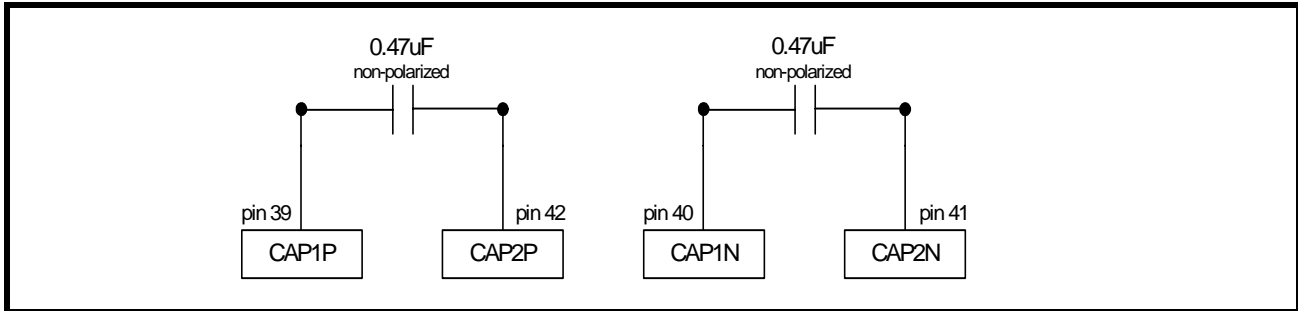 0.47uF
non-polarized
0.47uF
non-polarized
pin 39
pin 42
pin 40
pin 41
CAP1P
CAP2P
CAP1N
CAP2N